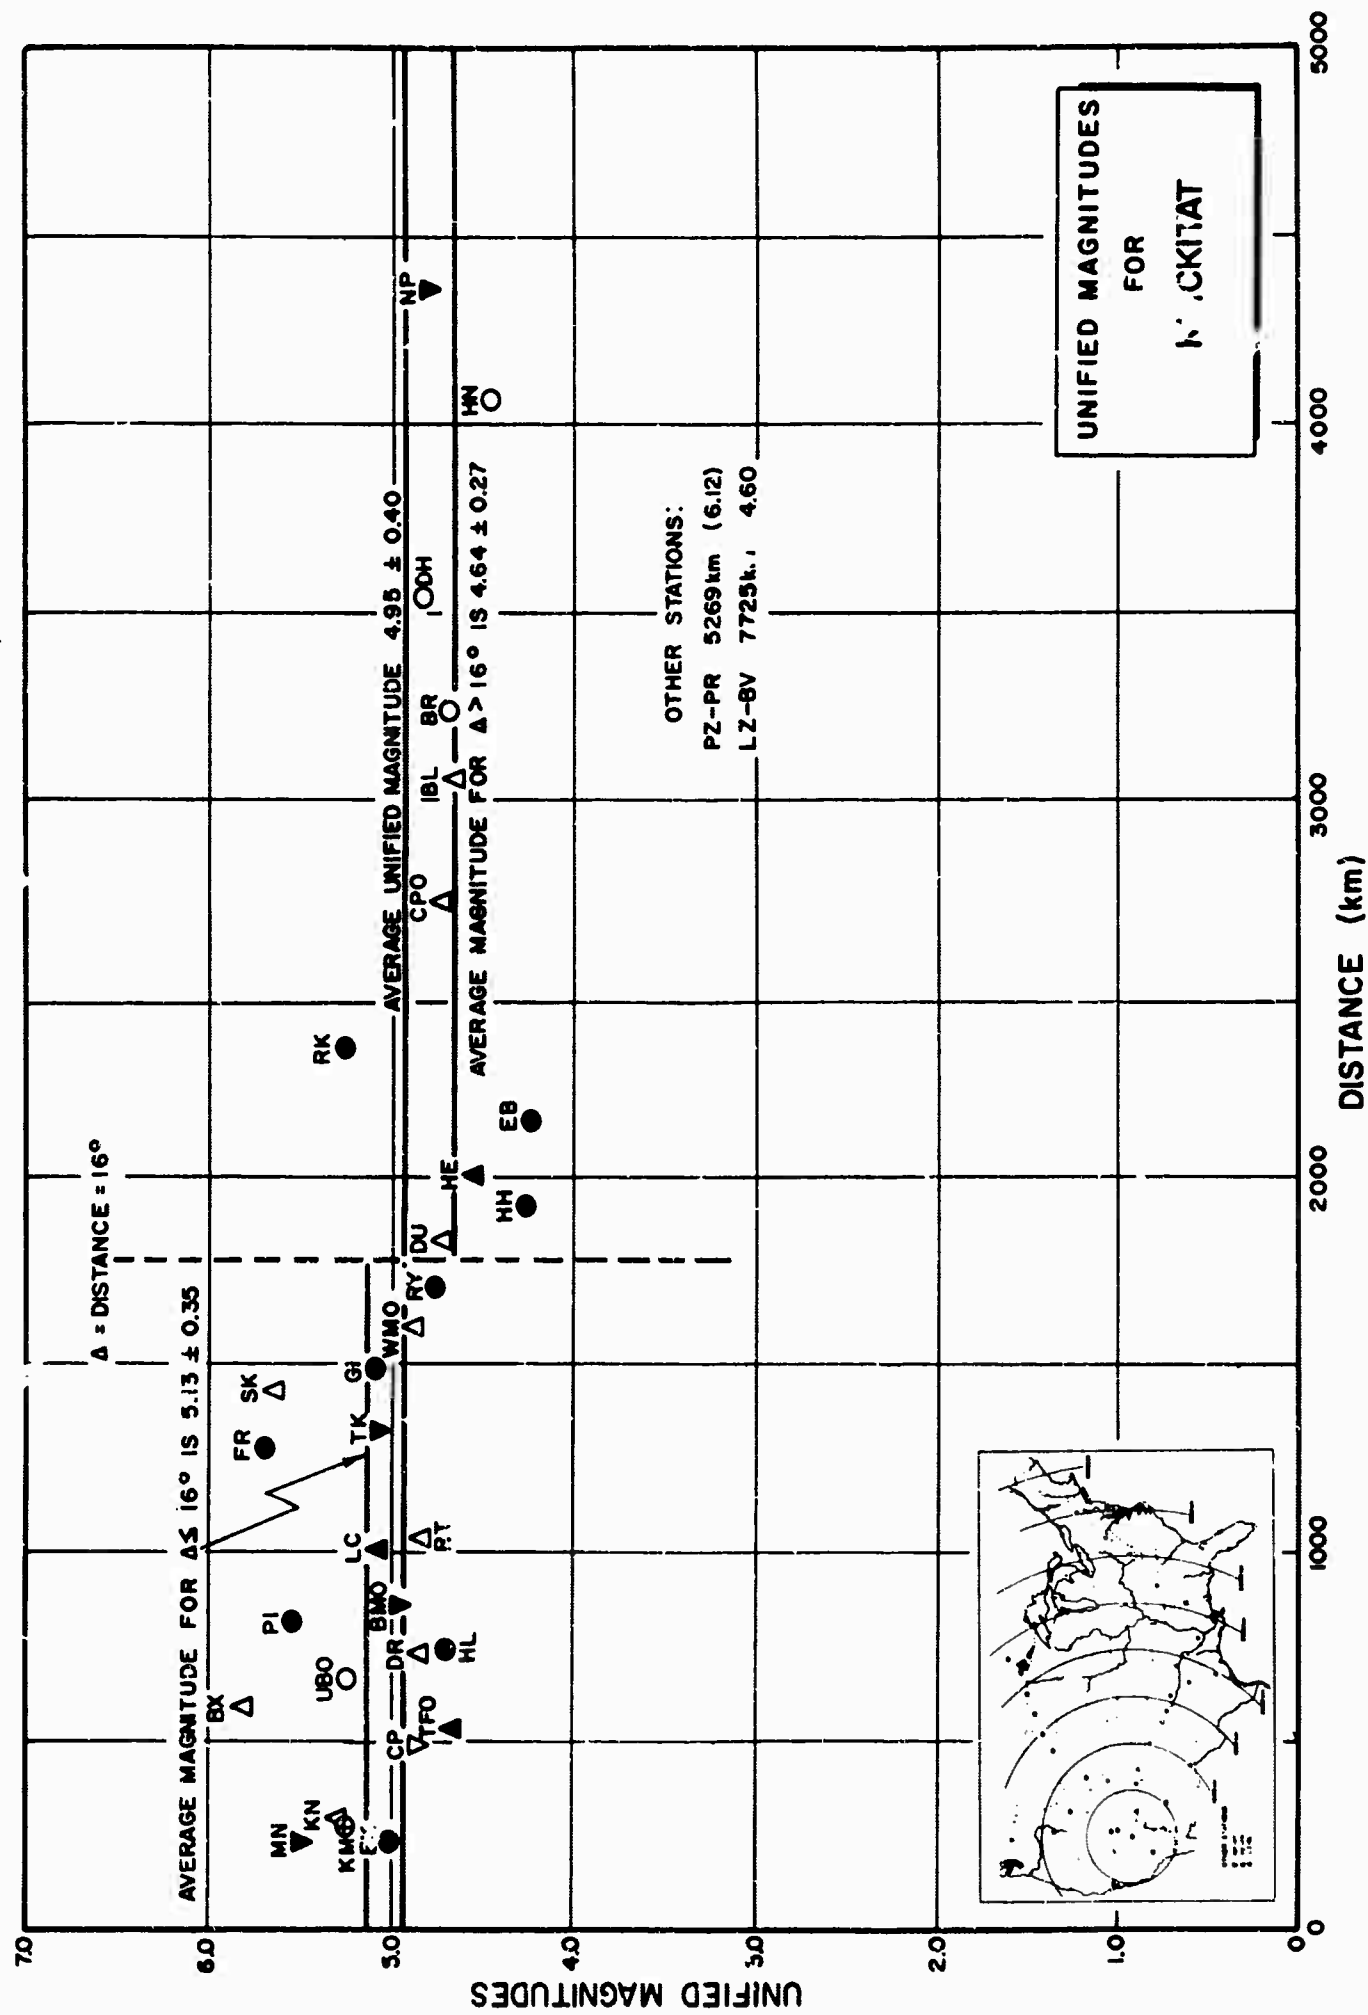 UNIFIED MAGNITUDES
7.0
6.0
5.0
4.0
3.0
2.0
1.0
0
0
1000
2000
3000
4000
5000
DISTANCE (km)
AVERAGE MAGNITUDE FOR Δ≤ 16° IS 5.13 ± 0.35
Δ = DISTANCE = 16°
AVERAGE UNIFIED MAGNITUDE 4.95 ± 0.40
AVERAGE MAGNITUDE FOR Δ > 16° IS 4.64 ± 0.27
MN
KN
KM
BX
UBO
PI
CP
TFO
DR
HL
BMO
LC
RT
FR
SK
TK
GI
WMO
RY
DU
HH
HE
EB
RK
CPO
IBL
BR
DH
HN
NP
OTHER STATIONS:
PZ-PR 5269km (6.12)
LZ-BV 7725k 4.60
UNIFIED MAGNITUDES
FOR